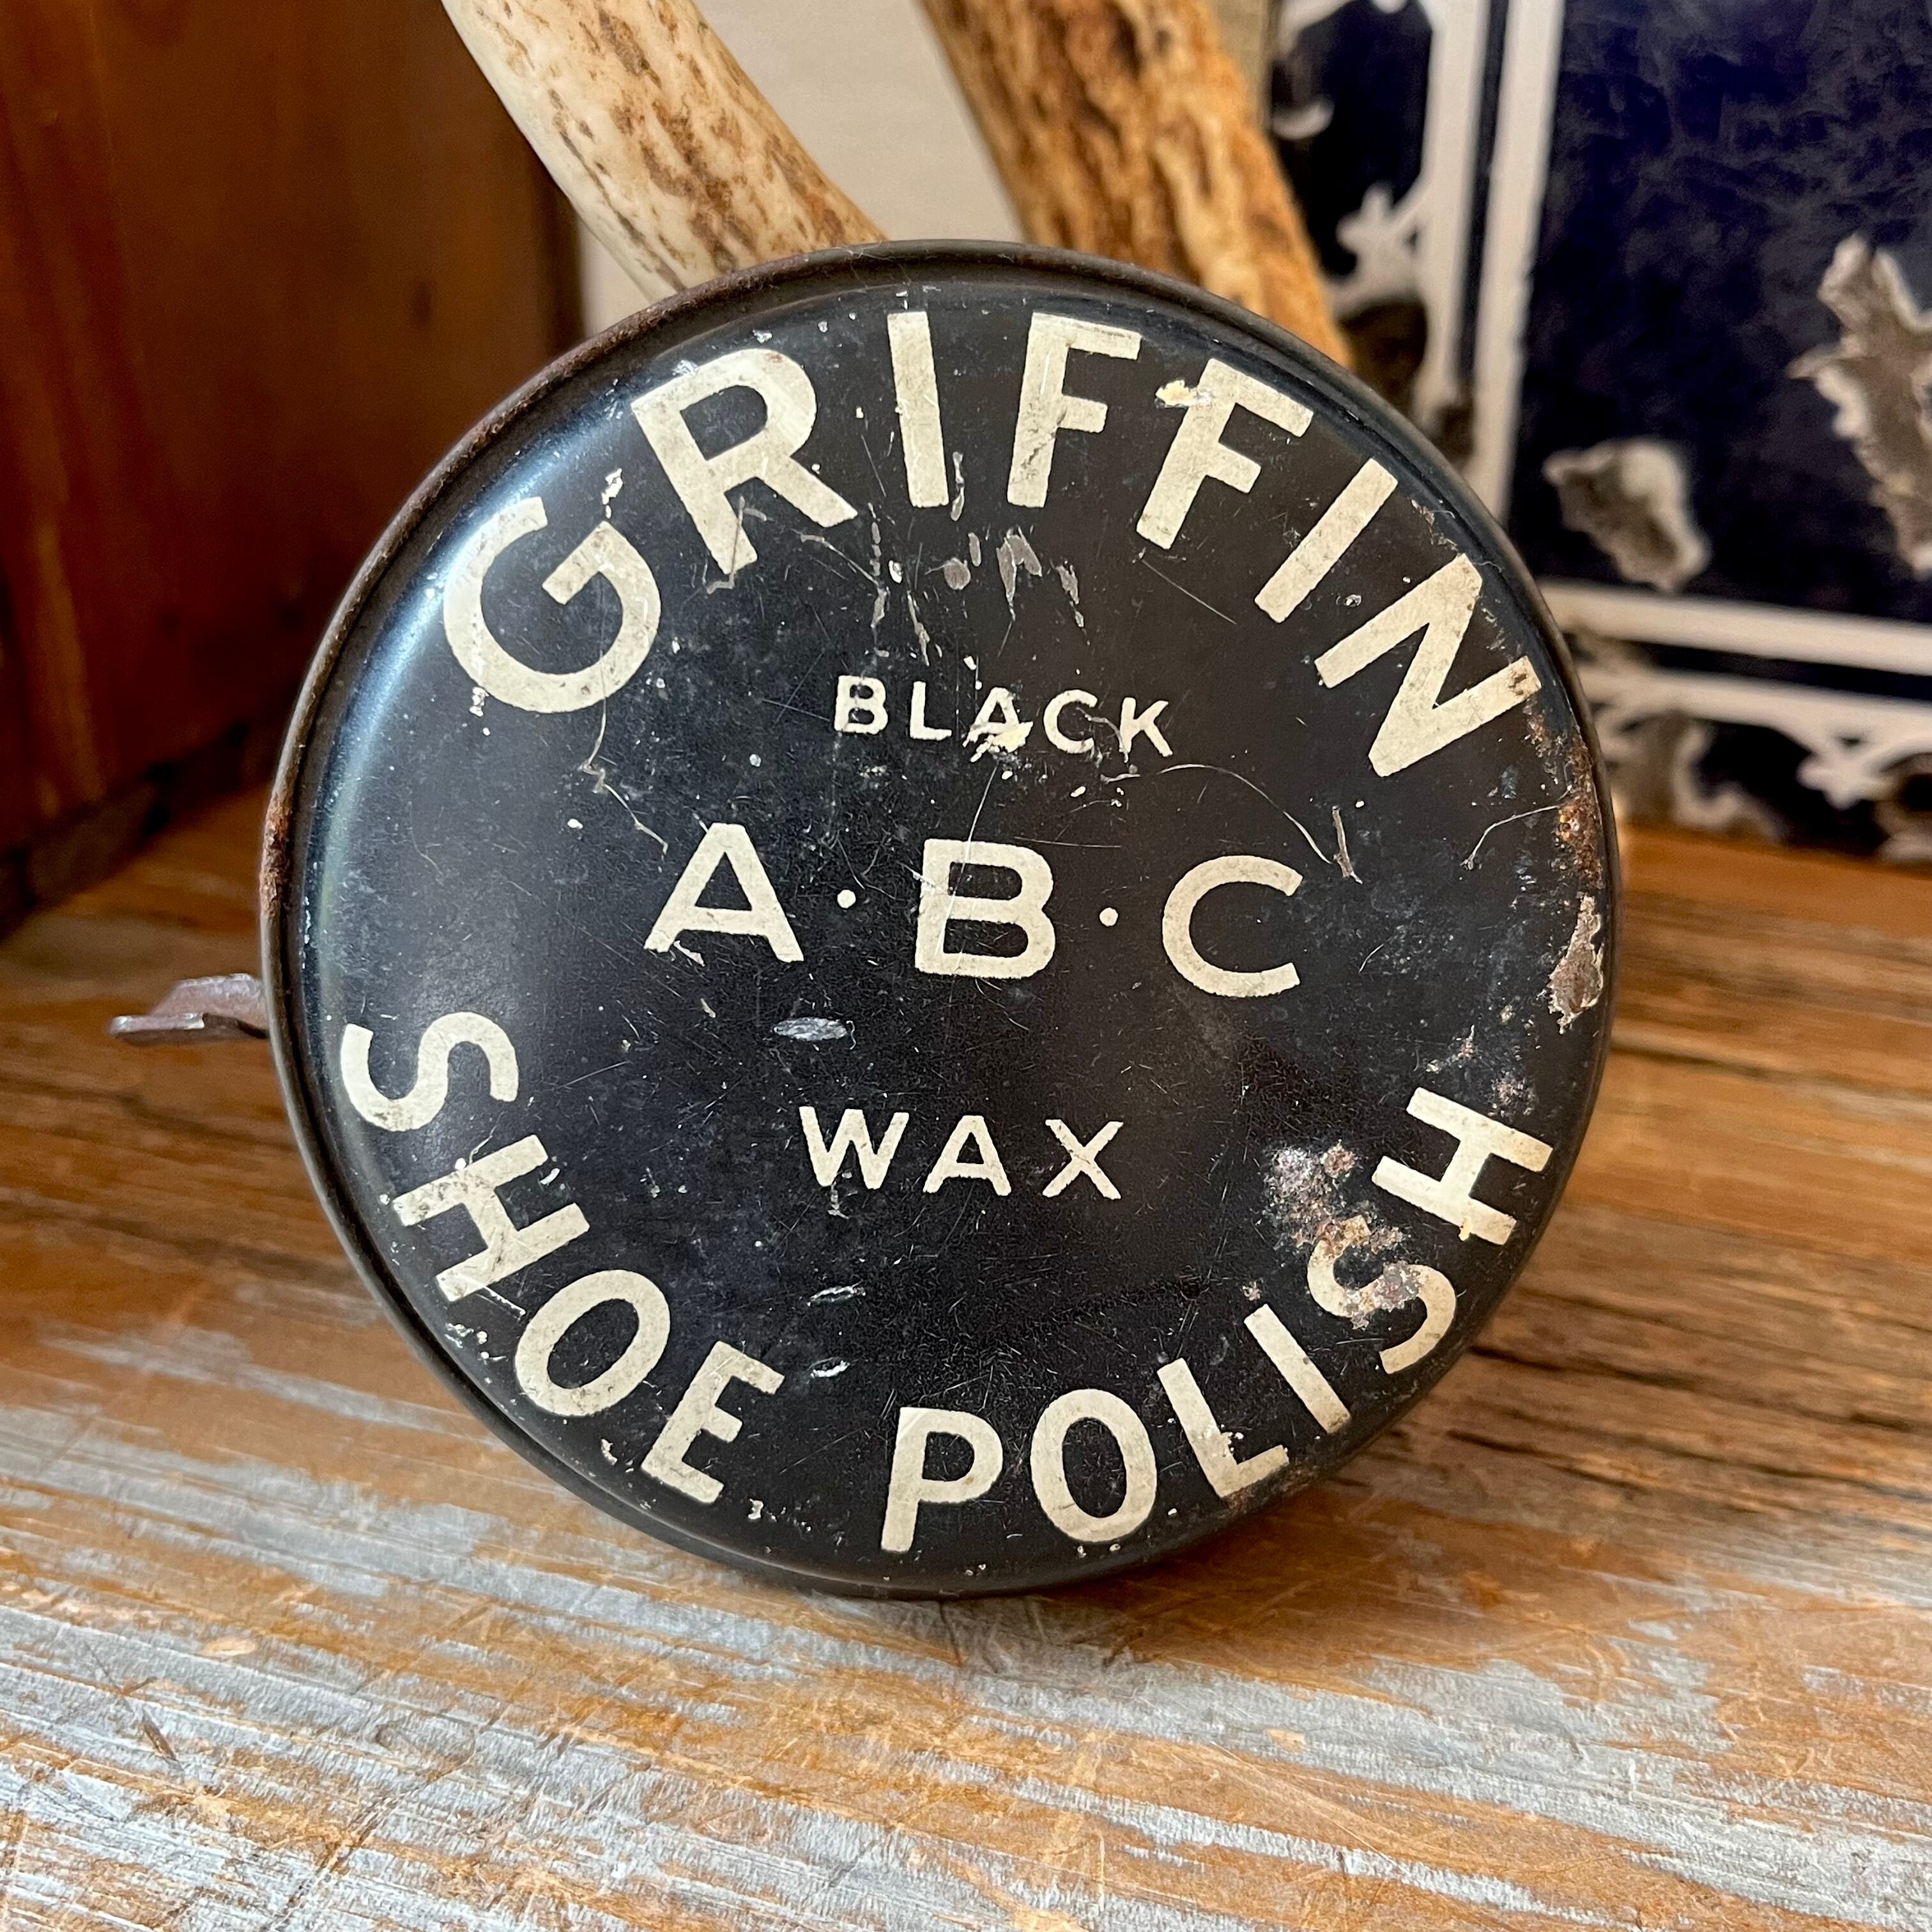 GRIFFIN
BLACK
A·B·C
WAX
SHOE POLISH